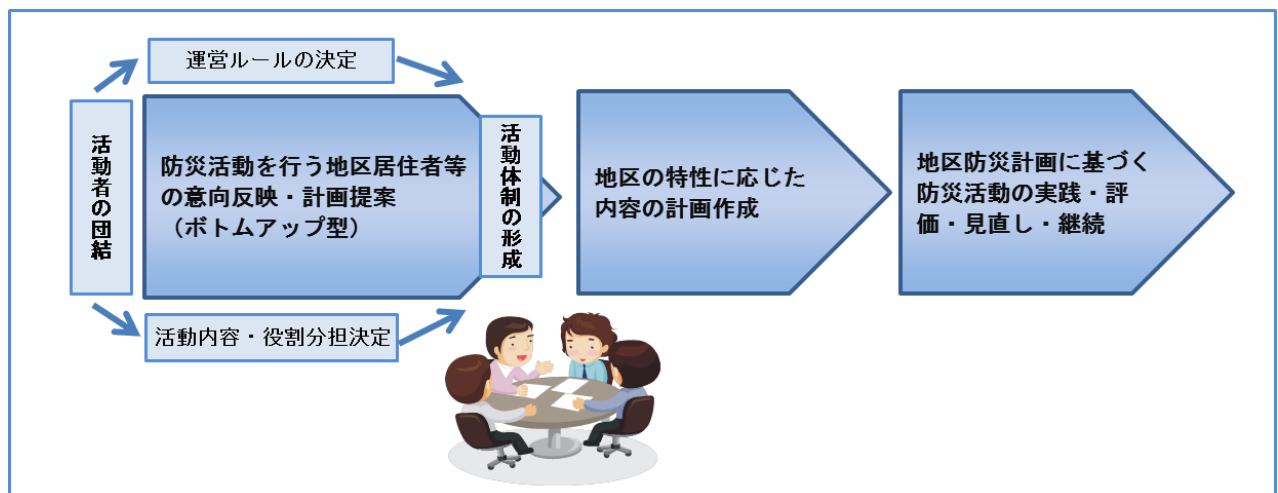 運営ルールの決定
活動者の団結
防災活動を行う地区居住者等
の意向反映・計画提案
（ボトムアップ型）
活動体制の形成
活動内容・役割分担決定
地区の特性に応じた
内容の計画作成
地区防災計画に基づく
防災活動の実践・評
価・見直し・継続